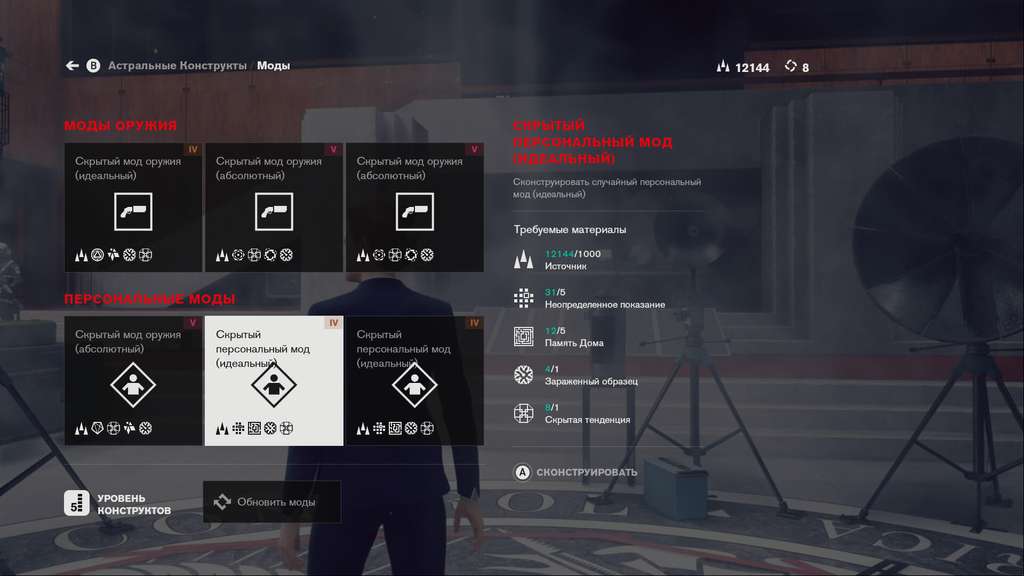 B Астральные Конструкты / Моды
12144 8
МОДЫ ОРУЖИЯ
IV
Скрытый мод оружия
(идеальный)
V
Скрытый мод оружия
(абсолютный)
V
Скрытый мод оружия
(абсолютный)
ПЕРСОНАЛЬНЫЕ МОДЫ
V
Скрытый мод оружия
(абсолютный)
IV
Скрытый
персональный мод
(идеальный)
IV
Скрытый
персональный мод
(идеальный)
5
УРОВЕНЬ
КОНСТРУКТОВ
Обновить моды
СКРЫТЫЙ
ПЕРСОНАЛЬНЫЙ МОД
(ИДЕАЛЬНЫЙ)
Сконструировать случайный персональный
мод (идеальный)
Требуемые материалы
12144/1000
Источник
31/5
Неопределенное показание
12/5
Память Дома
4/1
Зараженный образец
8/1
Скрытая тенденция
A СКОНСТРУИРОВАТЬ